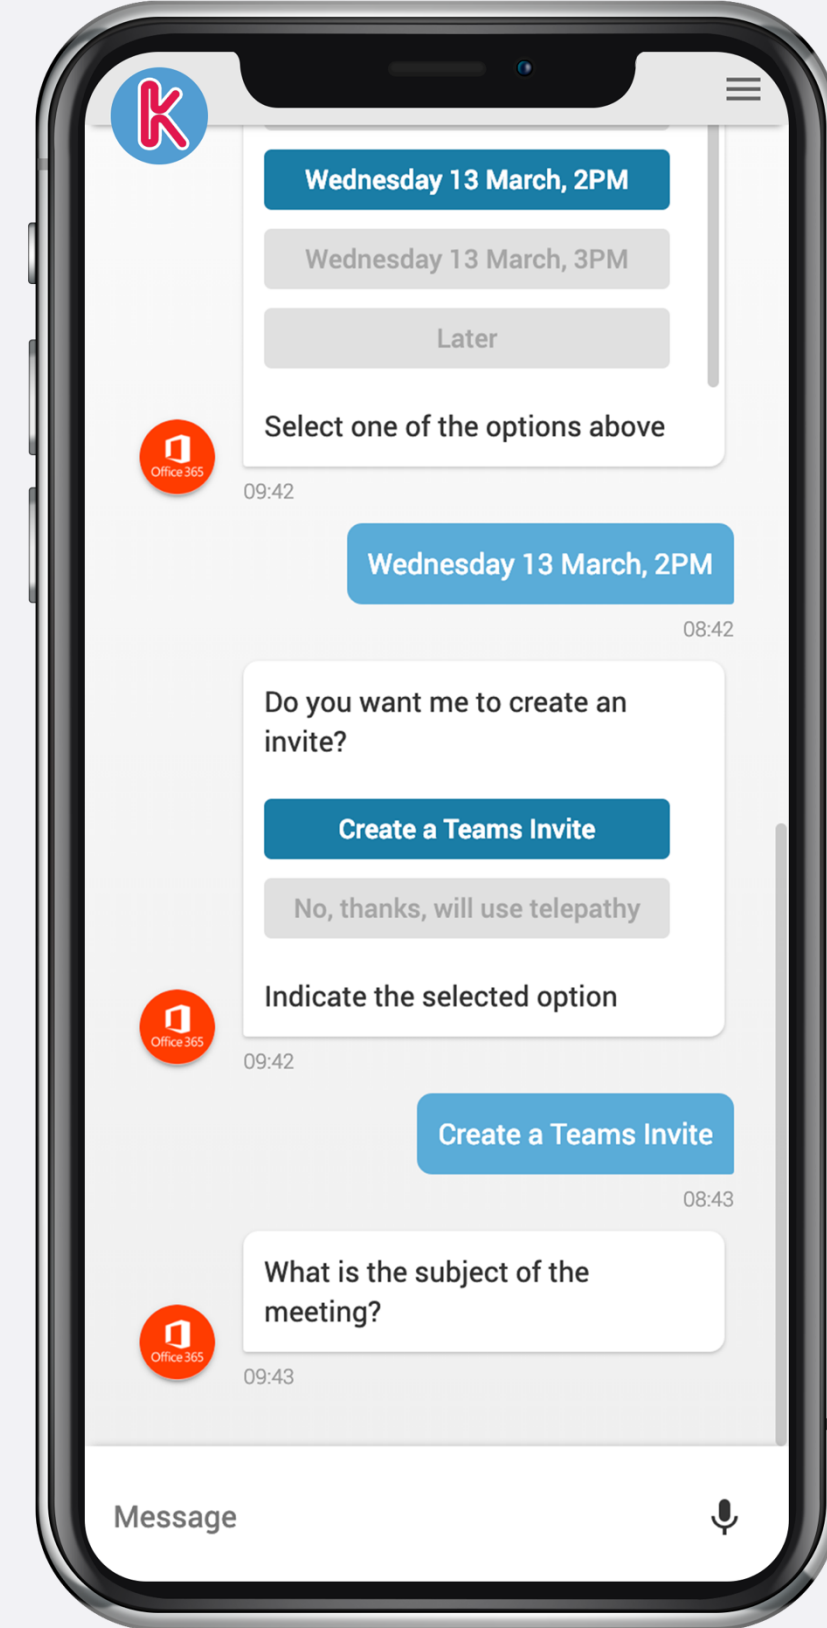 K
Wednesday 13 March, 2PM
Wednesday 13 March, 3PM
Later
Select one of the options above
Office 365
09:42
Wednesday 13 March, 2PM
08:42
Do you want me to create an
invite?
Create a Teams Invite
No, thanks, will use telepathy
Indicate the selected option
Office 365
09:42
Create a Teams Invite
08:43
What is the subject of the
meeting?
Office 365
09:43
Message